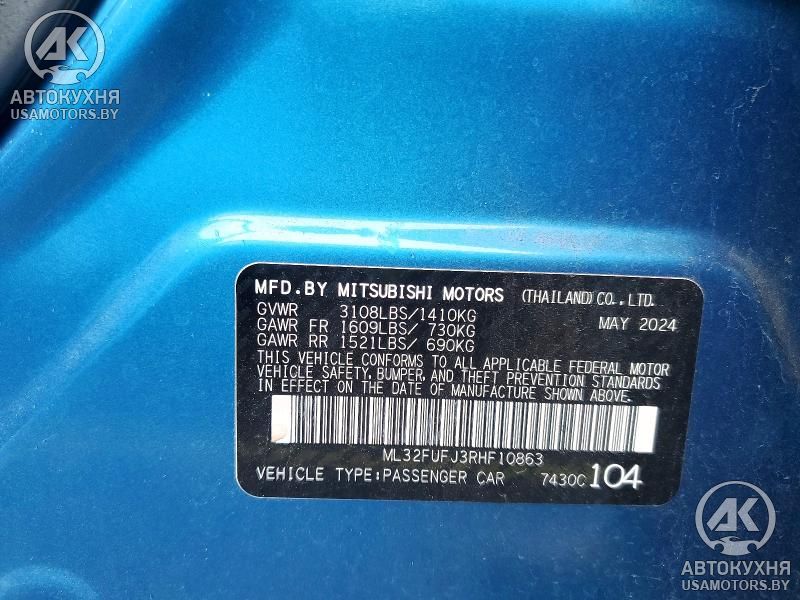 АК
АВТОКУХНЯ
USAMOTORS.BY
MFD.BY MITSUBISHI MOTORS (THAILAND)CO.,LTD.
GVWR 3108LBS/1410KG MAY 2024
GAWR FR 1609LBS/ 730KG
GAWR RR 1521LBS/ 690KG
THIS VEHICLE CONFORMS TO ALL APPLICABLE FEDERAL MOTOR
VEHICLE SAFETY, BUMPER, AND THEFT PREVENTION STANDARDS
IN EFFECT ON THE DATE OF MANUFACTURE SHOWN ABOVE.
ML32FUFJ3RHF10863
VEHICLE TYPE:PASSENGER CAR 7430C 104
АК
АВТОКУХНЯ
USAMOTORS.BY